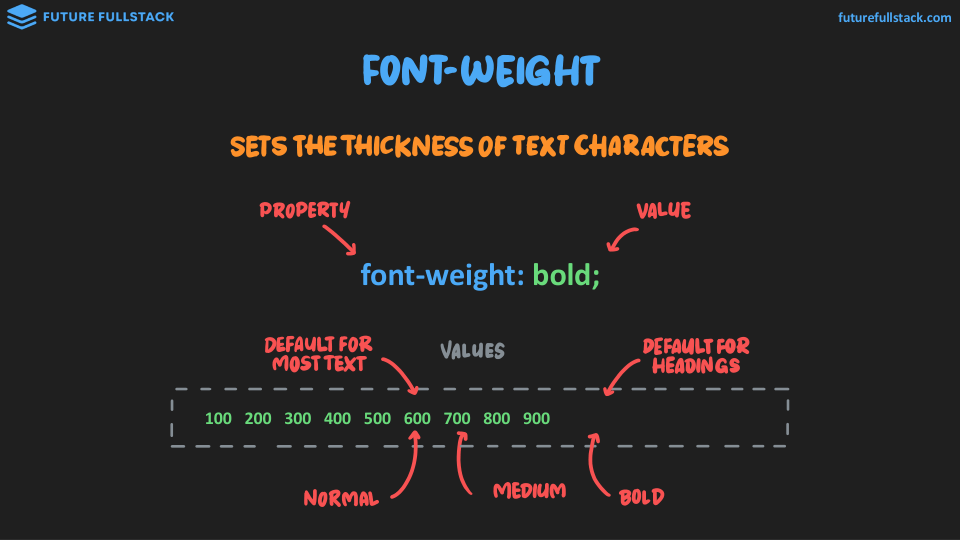 FUTURE FULLSTACK
futurefullstack.com
FONT-WEIGHT
SETS THE THICKNESS OF TEXT CHARACTERS
PROPERTY
VALUE
font-weight: bold;
DEFAULT FOR
MOST TEXT
VALUES
DEFAULT FOR
HEADINGS
100 200 300 400 500 600 700 800 900
NORMAL
MEDIUM
BOLD